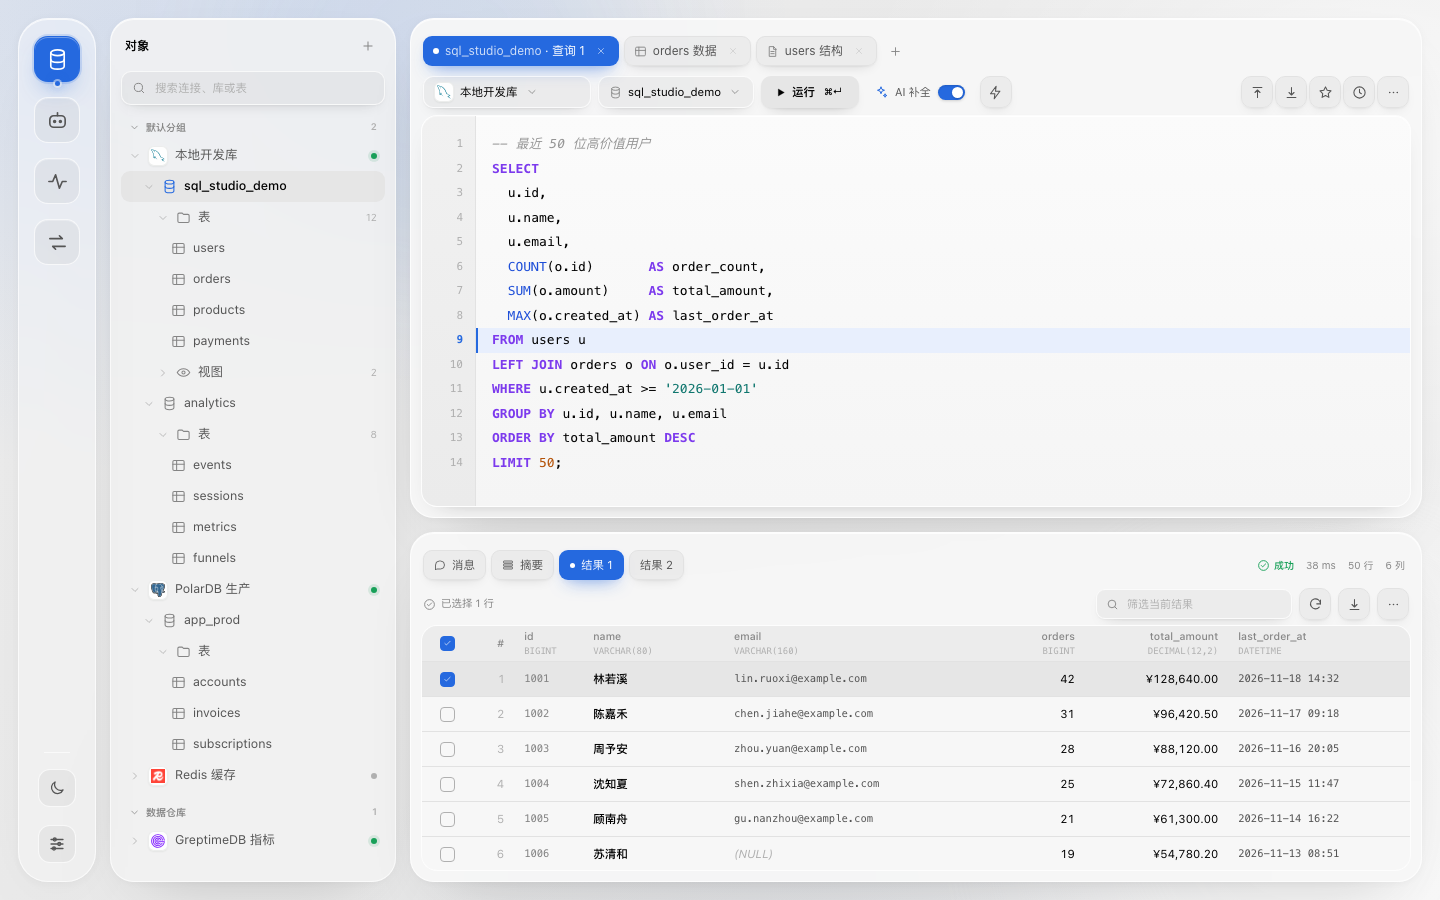 对象
搜索连接、库或表
默认分组 2
本地开发库
sql_studio_demo
表 12
users
orders
products
payments
视图 2
analytics
表 8
events
sessions
metrics
funnels
PolarDB 生产
app_prod
表
accounts
invoices
subscriptions
Redis 缓存
数据仓库 1
GreptimeDB 指标
sql_studio_demo · 查询 1 ×
orders 数据 ×
users 结构 ×
+
本地开发库
sql_studio_demo
运行 ⌘↵
AI 补全
1 -- 最近 50 位高价值用户
2 SELECT
3 u.id,
4 u.name,
5 u.email,
6 COUNT(o.id) AS order_count,
7 SUM(o.amount) AS total_amount,
8 MAX(o.created_at) AS last_order_at
9 FROM users u
10 LEFT JOIN orders o ON o.user_id = u.id
11 WHERE u.created_at >= '2026-01-01'
12 GROUP BY u.id, u.name, u.email
13 ORDER BY total_amount DESC
14 LIMIT 50;
消息 摘要 结果 1 结果 2
成功 38 ms 50 行 6 列
已选择 1 行
筛选当前结果
# id name email orders total_amount last_order_at
BIGINT VARCHAR(80) VARCHAR(160) BIGINT DECIMAL(12,2) DATETIME
1 1001 林若溪 lin.ruoxi@example.com 42 ¥128,640.00 2026-11-18 14:32
2 1002 陈嘉禾 chen.jiahe@example.com 31 ¥96,420.50 2026-11-17 09:18
3 1003 周予安 zhou.yuan@example.com 28 ¥88,120.00 2026-11-16 20:05
4 1004 沈知夏 shen.zhixia@example.com 25 ¥72,860.40 2026-11-15 11:47
5 1005 顾南舟 gu.nanzhou@example.com 21 ¥61,300.00 2026-11-14 16:22
6 1006 苏清和 (NULL) 19 ¥54,780.20 2026-11-13 08:51